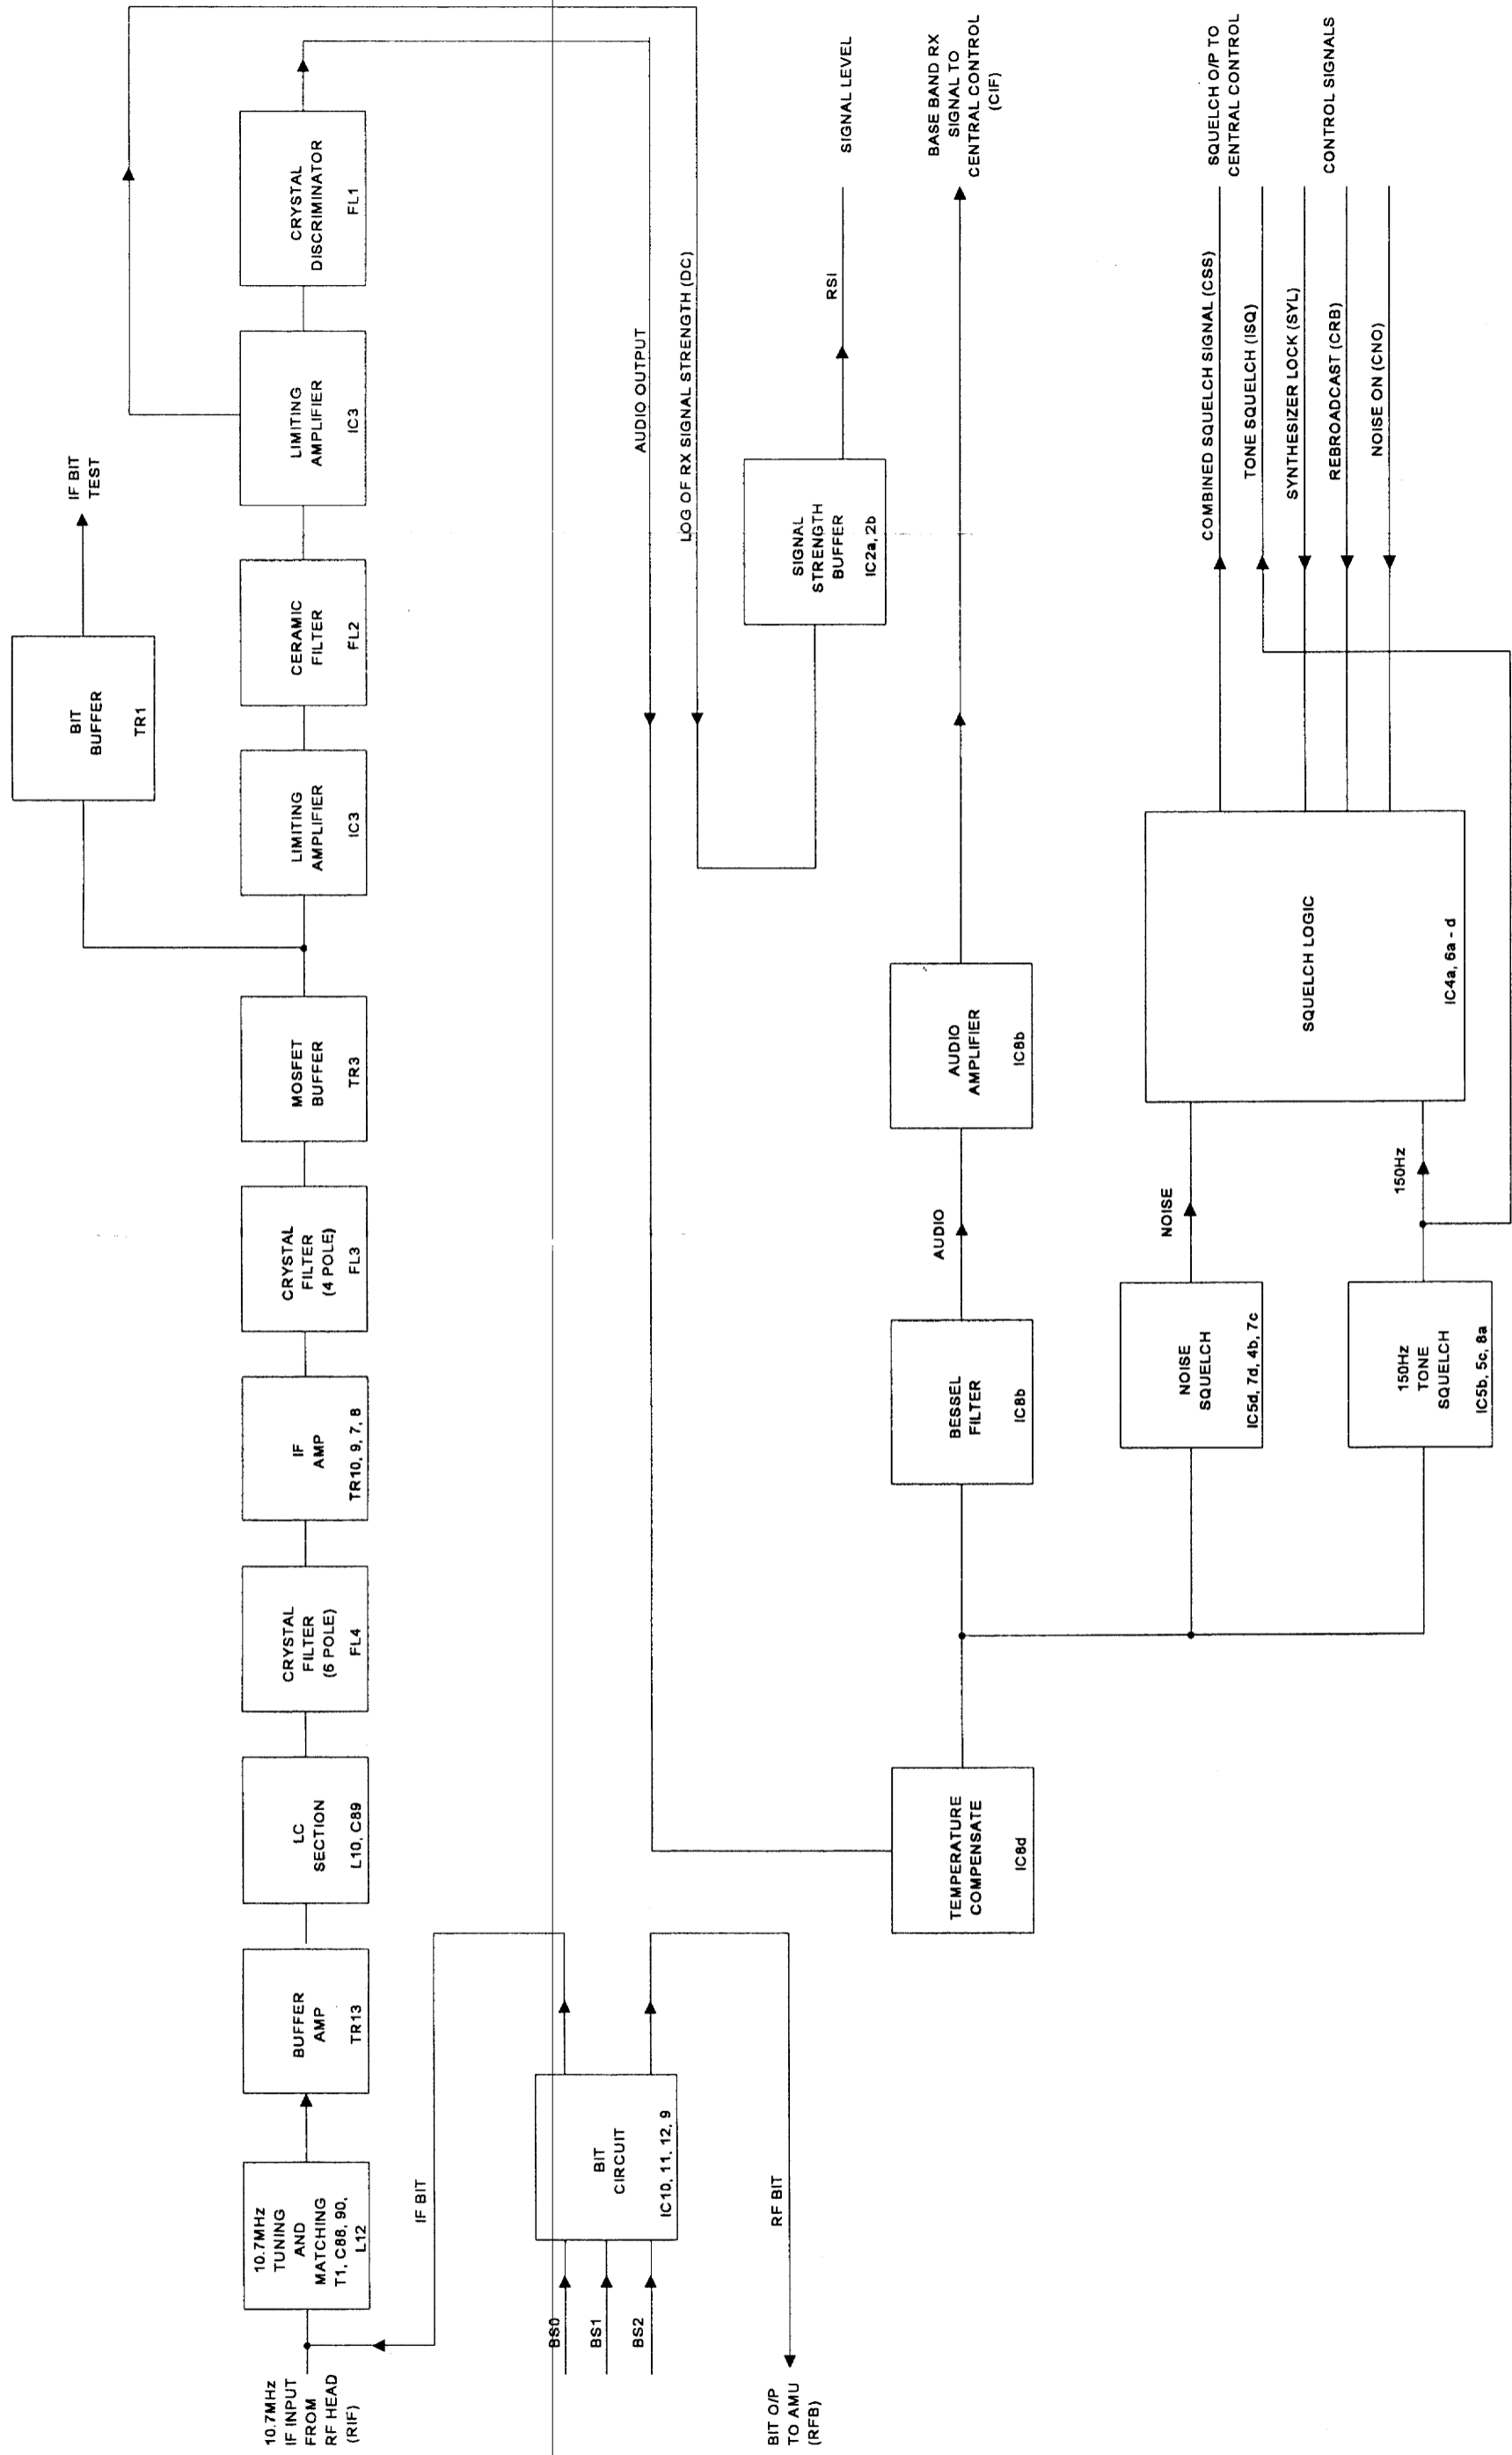 10.7MHz
IF INPUT
FROM
RF HEAD
(RIF)
10.7MHz
TUNING
AND
MATCHING
T1, C88, 90,
L12
BUFFER
AMP
TR13
LC
SECTION
L10, C89
CRYSTAL
FILTER
(6 POLE)
FL4
IF
AMP
TR10, 9, 7, 8
CRYSTAL
FILTER
(4 POLE)
FL3
MOSFET
BUFFER
TR3
BIT
BUFFER
TR1
IF BIT
TEST
LIMITING
AMPLIFIER
IC3
CERAMIC
FILTER
FL2
LIMITING
AMPLIFIER
IC3
CRYSTAL
DISCRIMINATOR
FL1
IF BIT
BS0
BS1
BS2
BIT
CIRCUIT
IC10, 11, 12, 9
RF BIT
BIT O/P
TO AMU
(RFB)
AUDIO OUTPUT
LOG OF RX SIGNAL STRENGTH (DC)
SIGNAL
STRENGTH
BUFFER
IC2a, 2b
RSI
SIGNAL LEVEL
TEMPERATURE
COMPENSATE
IC8d
BESSEL
FILTER
IC8b
AUDIO
AUDIO
AMPLIFIER
IC8b
BASE BAND RX
SIGNAL TO
CENTRAL CONTROL
(CIF)
NOISE
SQUELCH
IC5d, 7d, 4b, 7c
NOISE
150Hz
TONE
SQUELCH
IC5b, 5c, 8a
150Hz
SQUELCH LOGIC
IC4a, 6a - d
COMBINED SQUELCH SIGNAL (CSS)
TONE SQUELCH (ISQ)
SYNTHESIZER LOCK (SYL)
REBROADCAST (CRB)
NOISE ON (CNO)
SQUELCH O/P TO
CENTRAL CONTROL
CONTROL SIGNALS